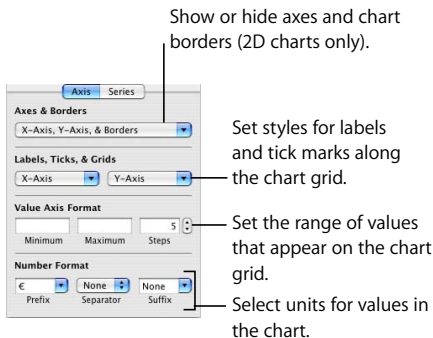 Show or hide axes and chart
borders (2D charts only).
Axis Series
Axes & Borders
X-Axis, Y-Axis, & Borders
Labels, Ticks, & Grids
X-Axis Y-Axis
Set styles for labels
and tick marks along
the chart grid.
Value Axis Format
5
Minimum Maximum Steps
Set the range of values
that appear on the chart
grid.
Number Format
€ None None
Prefix Separator Suffix
Select units for values in
the chart.